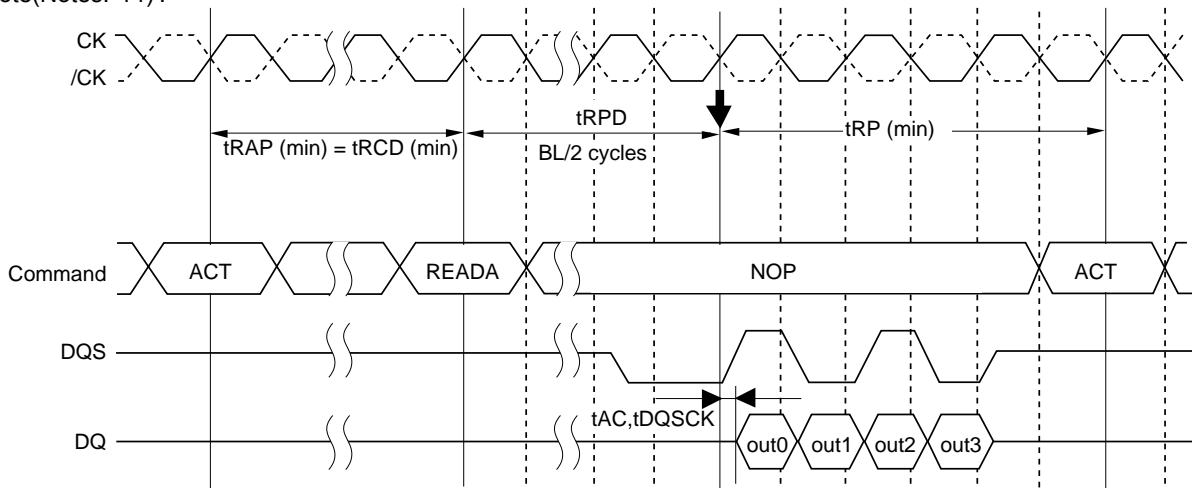 CK
/CK
tRPD
tRAP (min) = tRCD (min)
BL/2 cycles
tRP (min)
Command
ACT
READA
NOP
ACT
DQS
tAC,tDQSCK
DQ
out0
out1
out2
out3